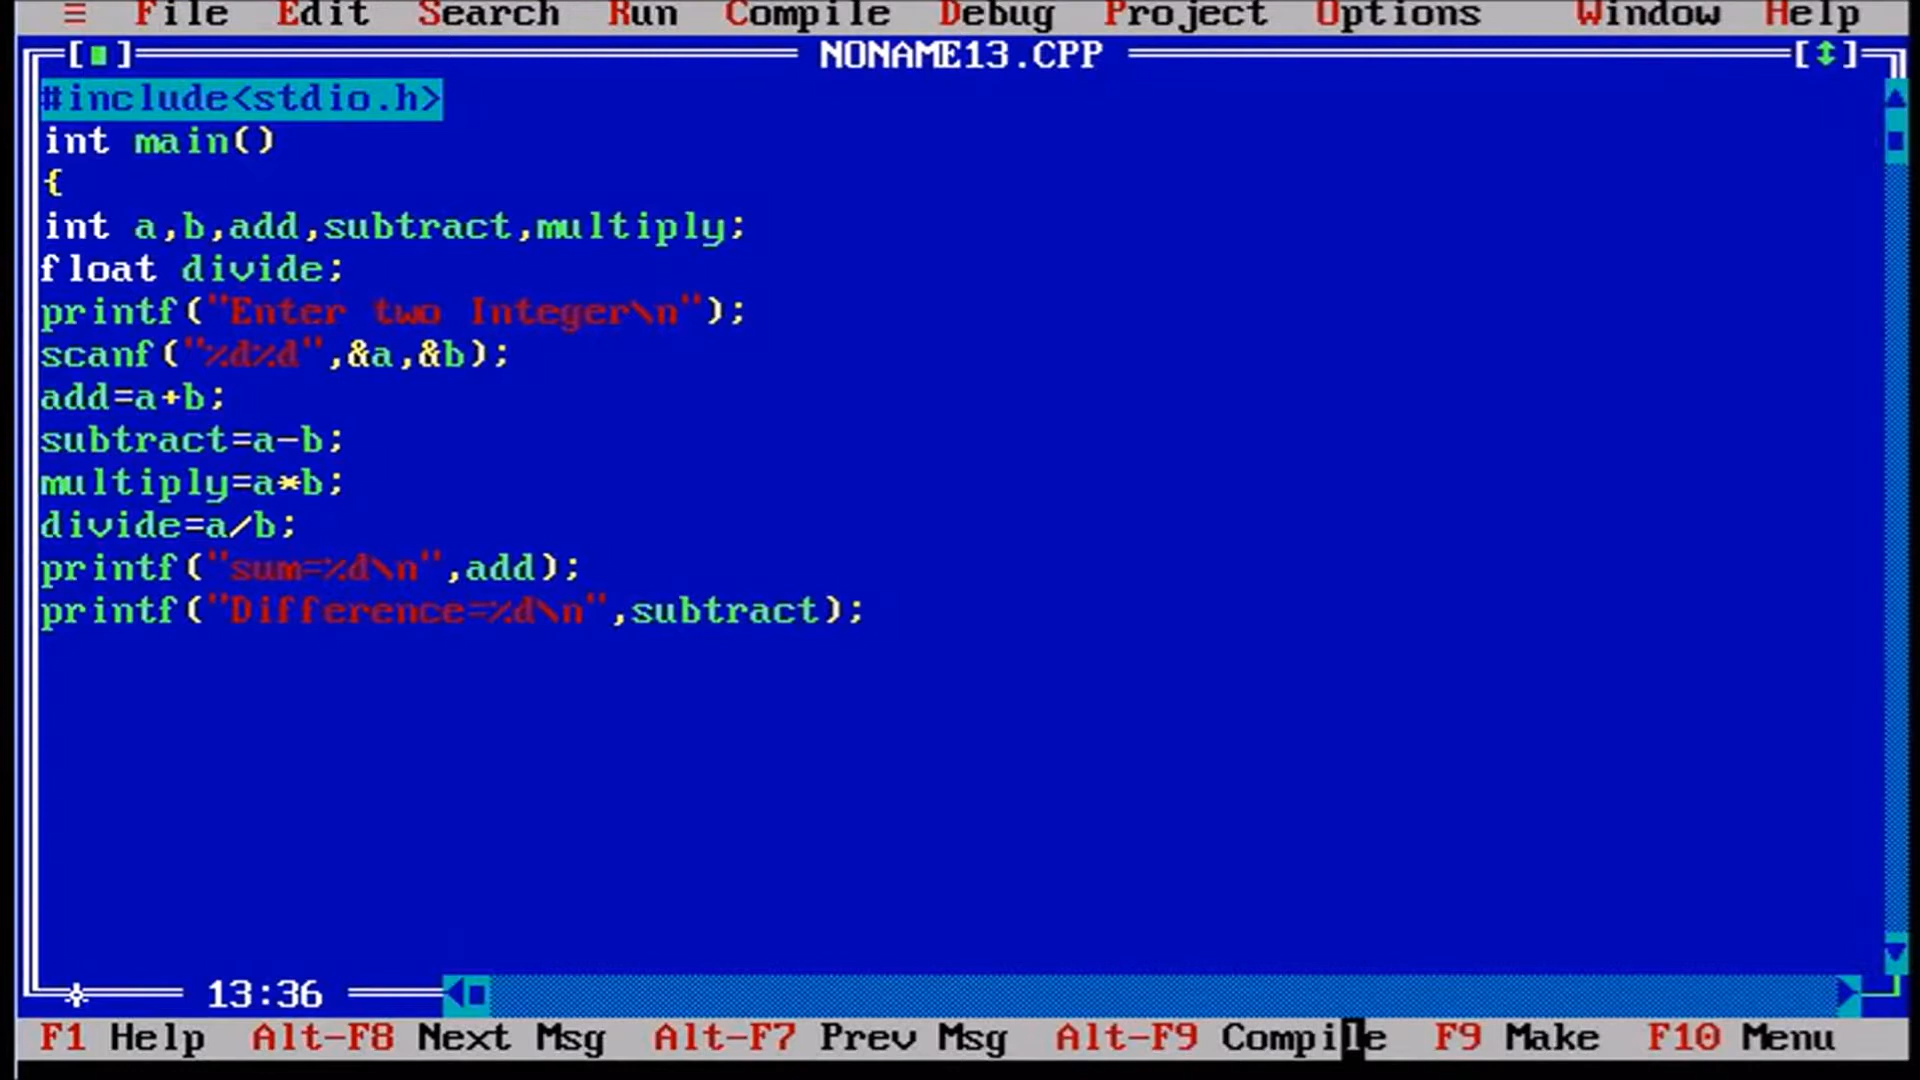 ≡ File Edit Search Run Compile Debug Project Options Window Help
[■] NONAME13.CPP [↕]
#include<stdio.h>
int main()
{
int a,b,add,subtract,multiply;
float divide;
printf("Enter two Integer\n");
scanf("%d%d",&a,&b);
add=a+b;
subtract=a-b;
multiply=a*b;
divide=a/b;
printf("sum=%d\n",add);
printf("Difference=%d\n",subtract);
13:36
F1 Help Alt-F8 Next Msg Alt-F7 Prev Msg Alt-F9 Compile F9 Make F10 Menu